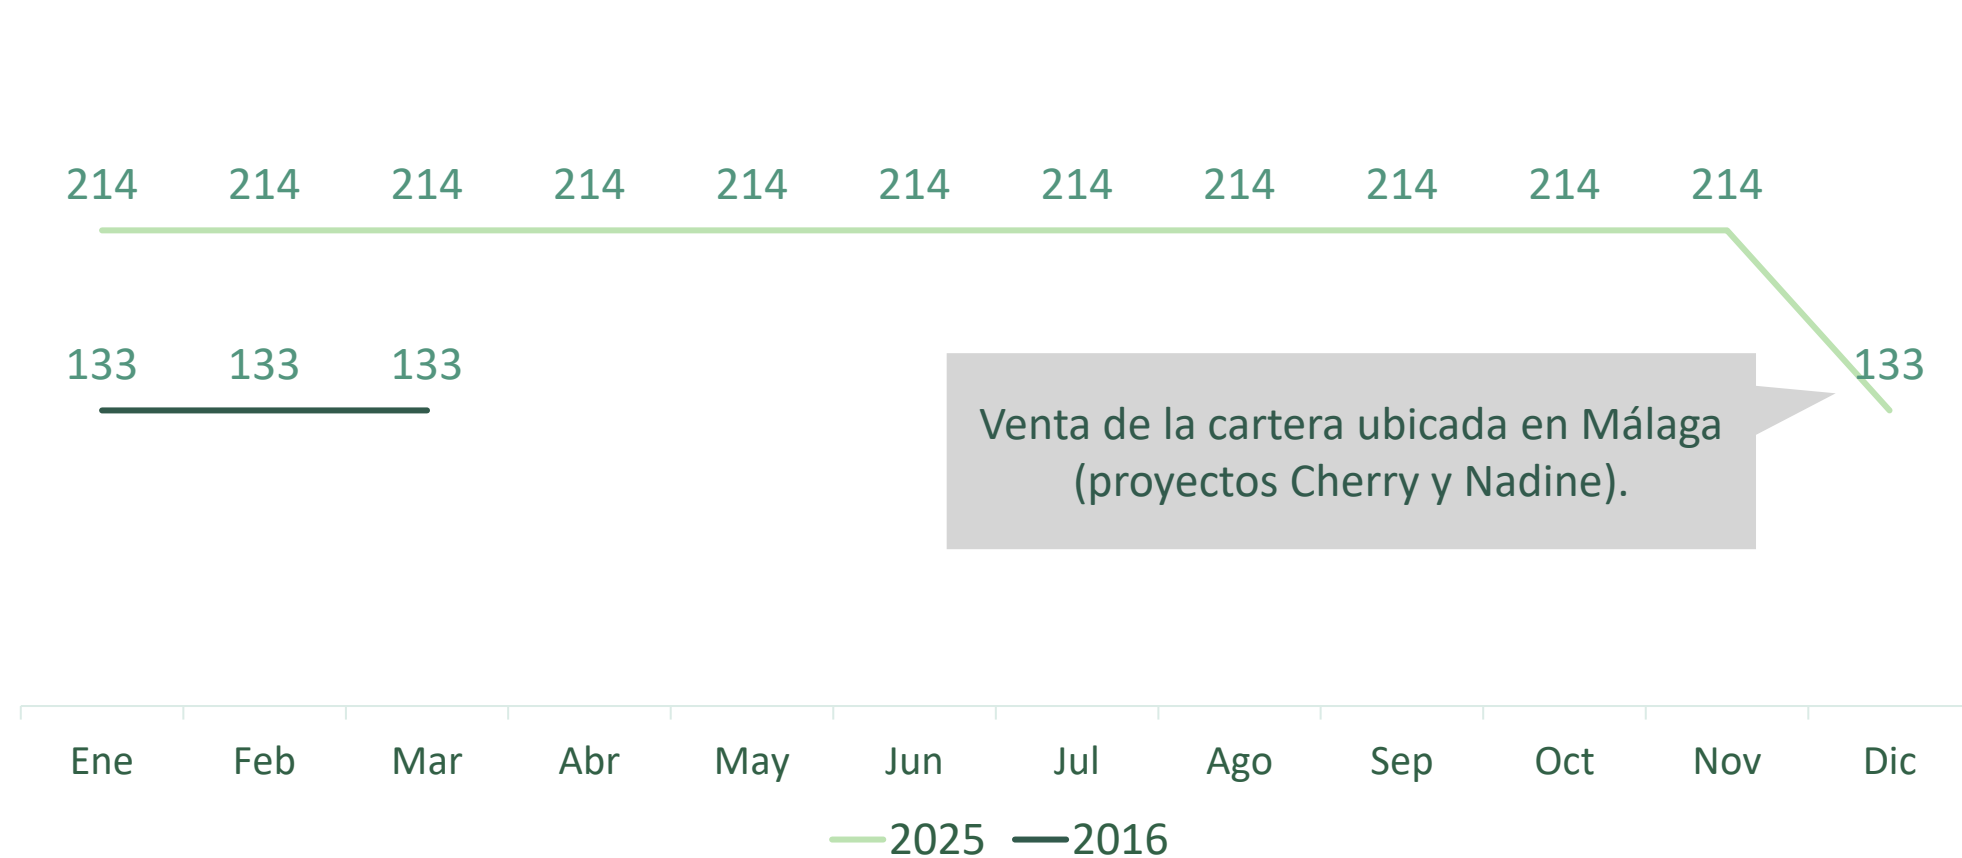 214 214 214 214 214 214 214 214 214 214 214
133 133 133 133
Venta de la cartera ubicada en Málaga
(proyectos Cherry y Nadine).
Ene Feb Mar Abr May Jun Jul Ago Sep Oct Nov Dic
2025 2016